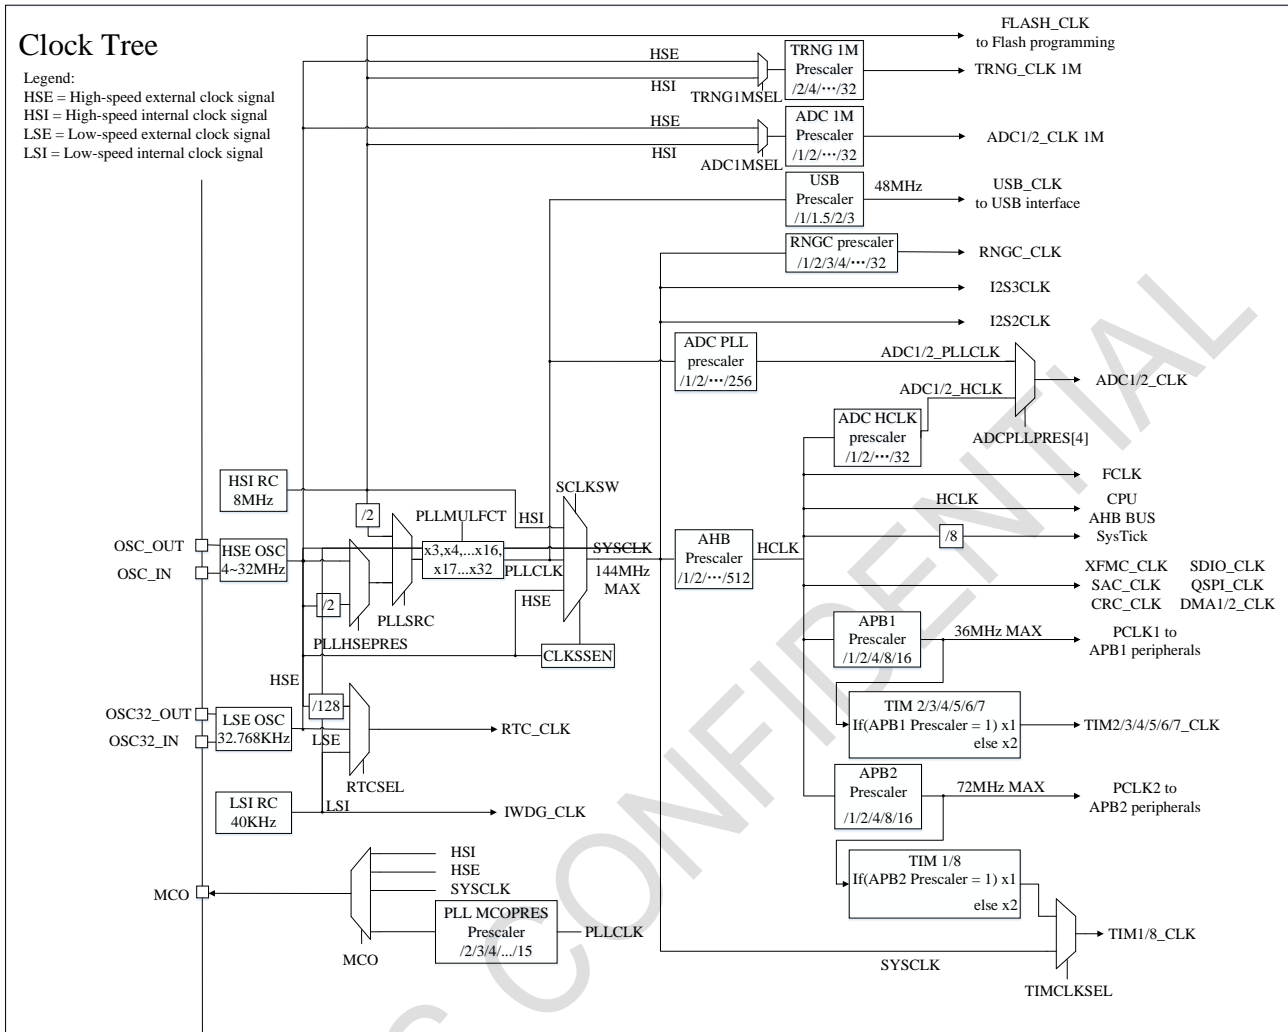 Clock Tree
Legend:
HSE = High-speed external clock signal
HSI = High-speed internal clock signal
LSE = Low-speed external clock signal
LSI = Low-speed internal clock signal
FLASH_CLK
to Flash programming
HSE
HSI
TRNG1MSEL
TRNG 1M
Prescaler
/2/4/⋯/32
TRNG_CLK 1M
HSE
HSI
ADC1MSEL
ADC 1M
Prescaler
/1/2/⋯/32
ADC1/2_CLK 1M
USB
Prescaler
/1/1.5/2/3
48MHz
USB_CLK
to USB interface
RNGC prescaler
/1/2/3/4/⋯/32
RNGC_CLK
I2S3CLK
I2S2CLK
ADC PLL
prescaler
/1/2/⋯/256
ADC1/2_PLLCLK
ADC1/2_HCLK
ADC1/2_CLK
ADCPLLPRES[4]
ADC HCLK
prescaler
/1/2/⋯/32
HSI RC
8MHz
/2
PLLMULFCT
HSI
SCLKSW
FCLK
HCLK
CPU
AHB BUS
/8
SysTick
OSC_OUT
OSC_IN
HSE OSC
4~32MHz
/2
PLLHSEPRES
PLLSRC
x3,x4,...x16,
x17...x32
PLLCLK
HSE
SYSCLK
144MHz
MAX
CLKSSEN
AHB
Prescaler
/1/2/⋯/512
HCLK
XFMC_CLK SDIO_CLK
SAC_CLK QSPI_CLK
CRC_CLK DMA1/2_CLK
APB1
Prescaler
/1/2/4/8/16
36MHz MAX
PCLK1 to
APB1 peripherals
HSE
/128
OSC32_OUT
OSC32_IN
LSE OSC
32.768KHz
LSE
RTC_CLK
RTCSEL
TIM 2/3/4/5/6/7
If(APB1 Prescaler = 1) x1
else x2
TIM2/3/4/5/6/7_CLK
LSI RC
40KHz
LSI
IWDG_CLK
APB2
Prescaler
/1/2/4/8/16
72MHz MAX
PCLK2 to
APB2 peripherals
MCO
HSI
HSE
SYSCLK
PLL MCOPRES
Prescaler
/2/3/4/.../15
PLLCLK
MCO
TIM 1/8
If(APB2 Prescaler = 1) x1
else x2
SYSCLK
TIM1/8_CLK
TIMCLKSEL
CONFIDENTIAL